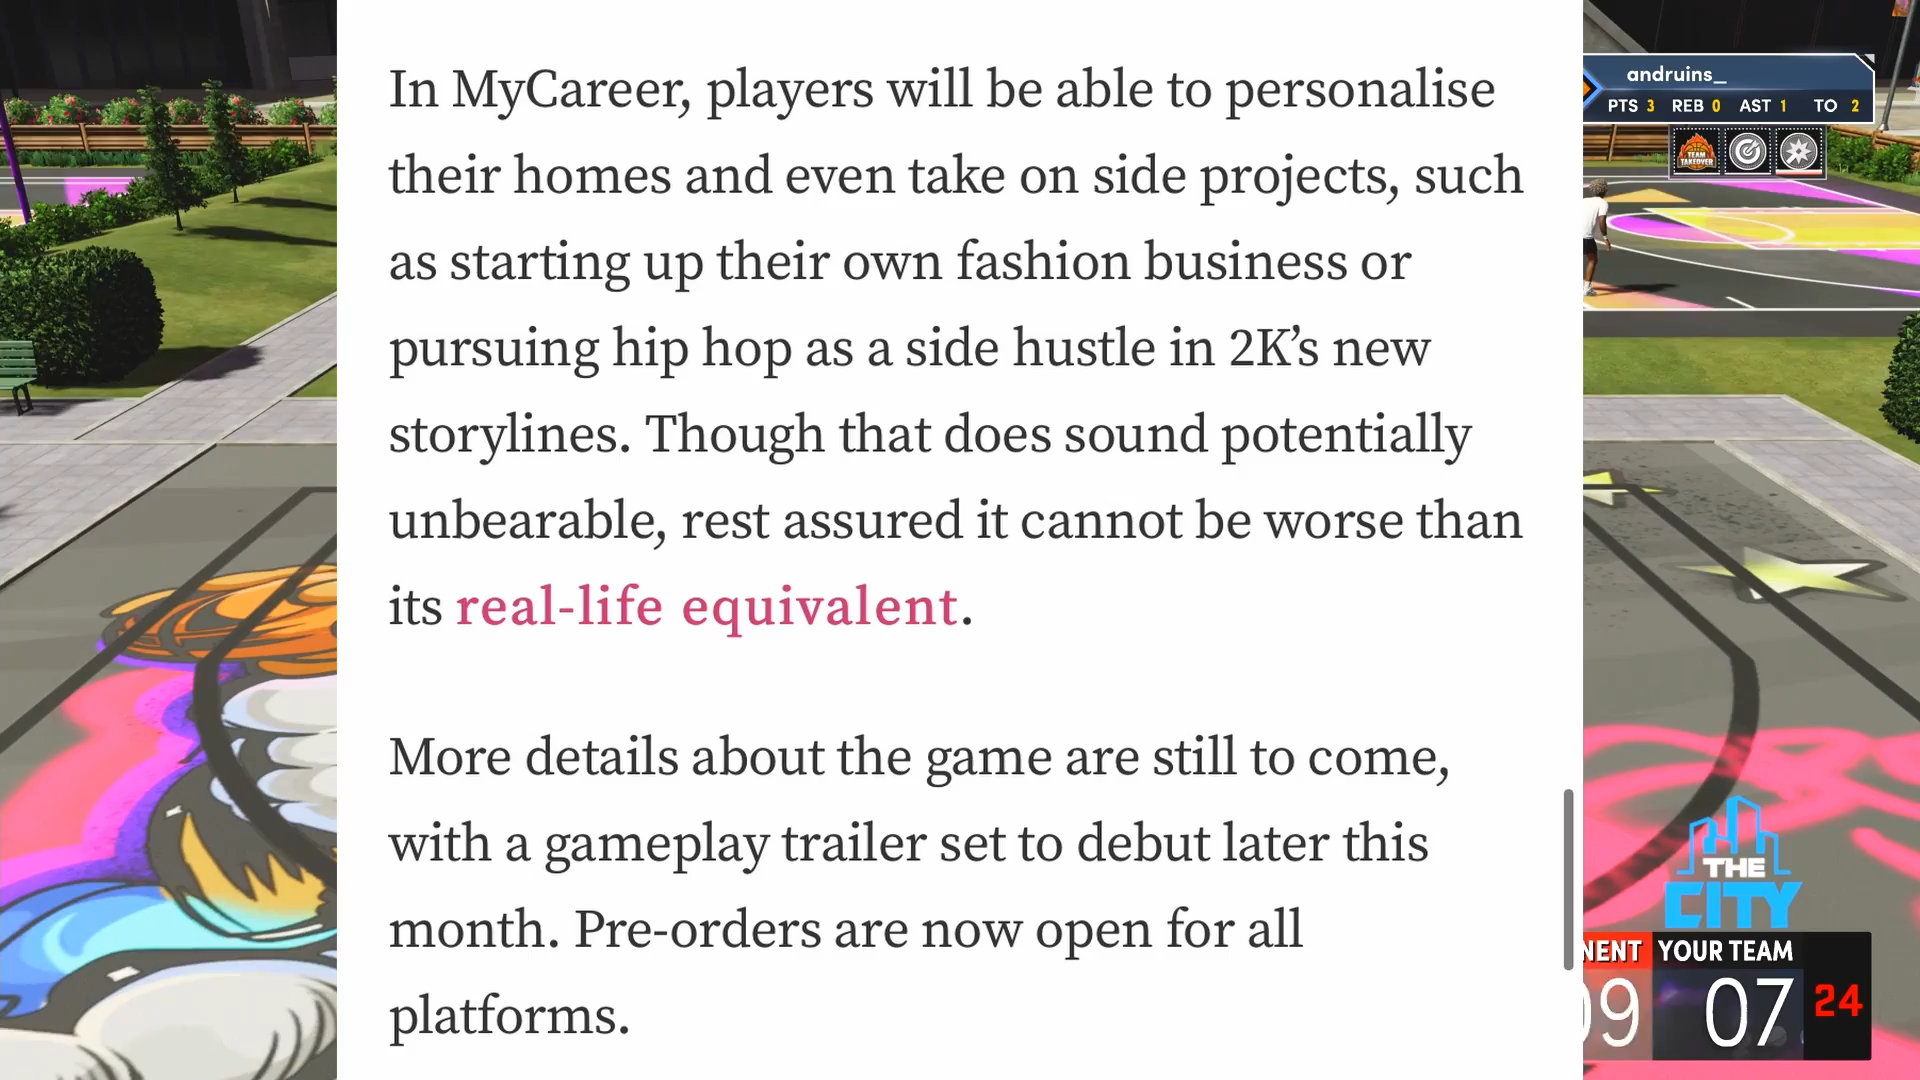 In MyCareer, players will be able to personalise
their homes and even take on side projects, such
as starting up their own fashion business or
pursuing hip hop as a side hustle in 2K’s new
storylines. Though that does sound potentially
unbearable, rest assured it cannot be worse than
its real-life equivalent.
More details about the game are still to come,
with a gameplay trailer set to debut later this
month. Pre-orders are now open for all
platforms.
andruins_
PTS 3 REB 0 AST 1 TO 2
TEAM
TAKEOVER
THE
CITY
NENT YOUR TEAM
09 07 24